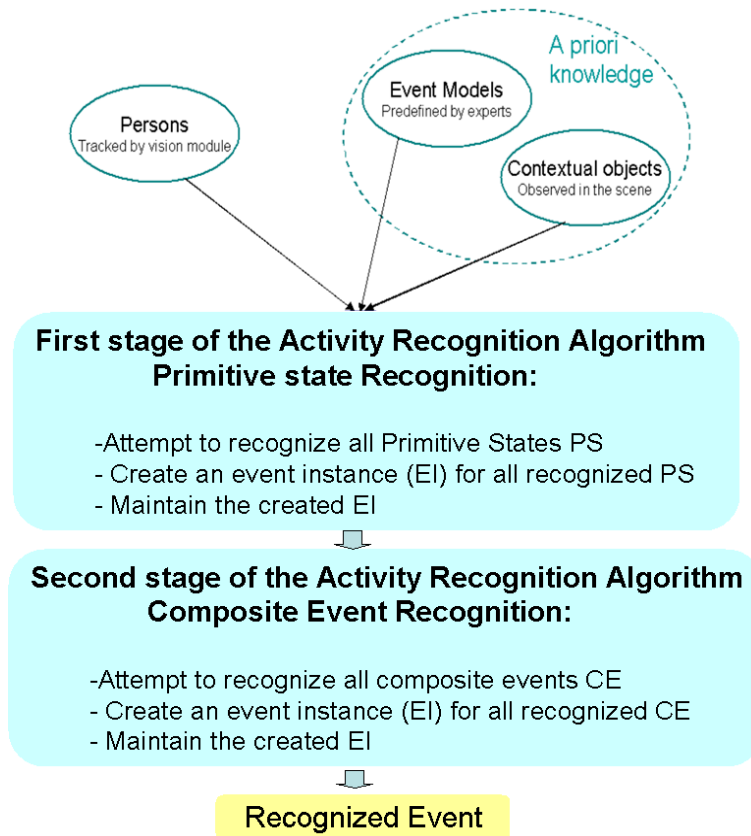 A priori
knowledge
Event Models
Predefined by experts
Persons
Tracked by vision module
Contextual objects
Observed in the scene
First stage of the Activity Recognition Algorithm
Primitive state Recognition:
-Attempt to recognize all Primitive States PS
- Create an event instance (EI) for all recognized PS
- Maintain the created EI
Second stage of the Activity Recognition Algorithm
Composite Event Recognition:
-Attempt to recognize all composite events CE
- Create an event instance (EI) for all recognized CE
- Maintain the created EI
Recognized Event